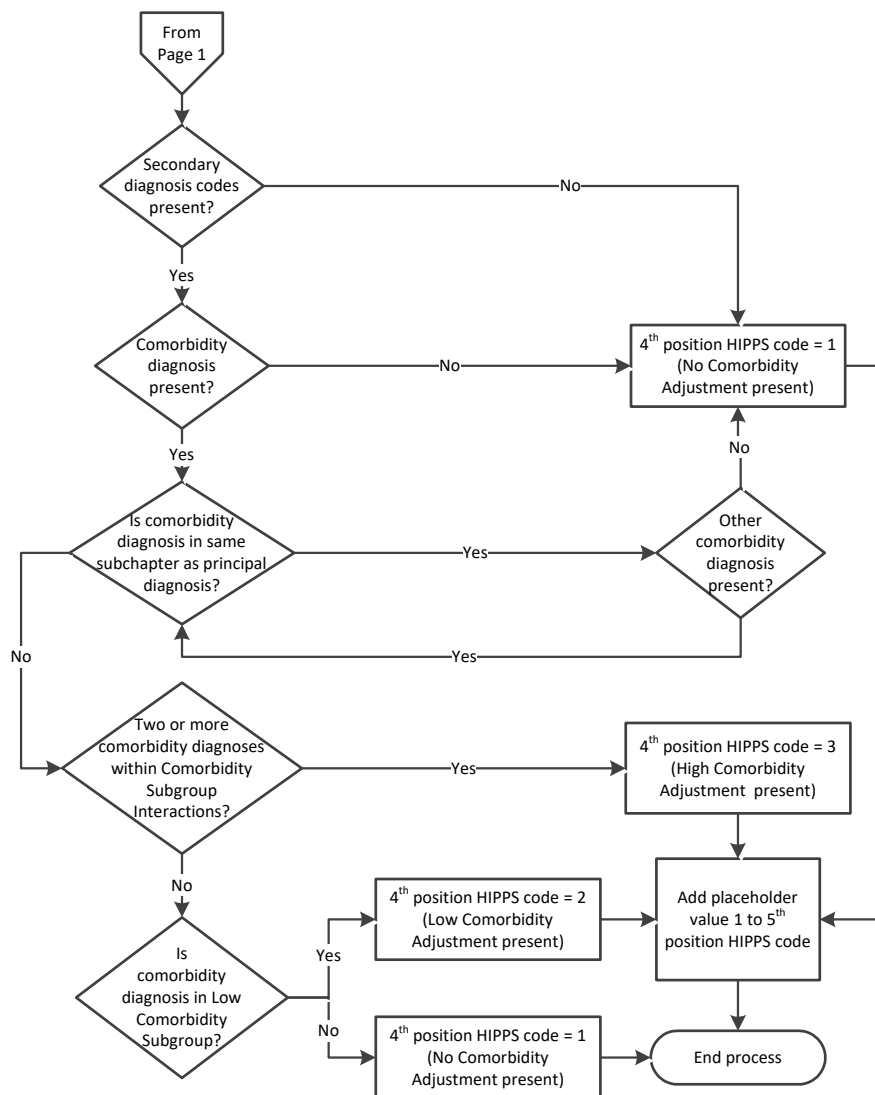 From
Page 1
Secondary
diagnosis codes
present?
No
Yes
Comorbidity
diagnosis
present?
No
4th position HIPPS code = 1
(No Comorbidity
Adjustment present)
Yes
No
Is comorbidity
diagnosis in same
subchapter as principal
diagnosis?
Yes
Other
comorbidity
diagnosis
present?
Yes
No
Two or more
comorbidity diagnoses
within Comorbidity
Subgroup
Interactions?
Yes
4th position HIPPS code = 3
(High Comorbidity
Adjustment present)
No
Is
comorbidity
diagnosis in Low
Comorbidity
Subgroup?
Yes
4th position HIPPS code = 2
(Low Comorbidity
Adjustment present)
Add placeholder
value 1 to 5th
position HIPPS code
No
4th position HIPPS code = 1
(No Comorbidity
Adjustment present)
End process